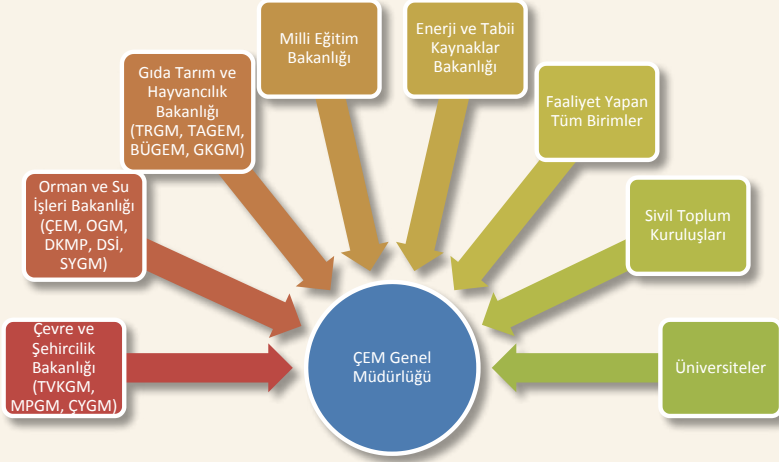 Çevre ve
Şehircilik
Bakanlığı
(TVKGM,
MPGM, ÇYGM)
Orman ve Su
İşleri Bakanlığı
(ÇEM, OGM,
DKMP, DSİ,
SYGM)
Gıda Tarım ve
Hayvancılık
Bakanlığı
(TRGM, TAGEM,
BÜGEM, GKGM)
Milli Eğitim
Bakanlığı
Enerji ve Tabii
Kaynaklar
Bakanlığı
Faaliyet Yapan
Tüm Birimler
Sivil Toplum
Kuruluşları
Üniversiteler
ÇEM Genel
Müdürlüğü